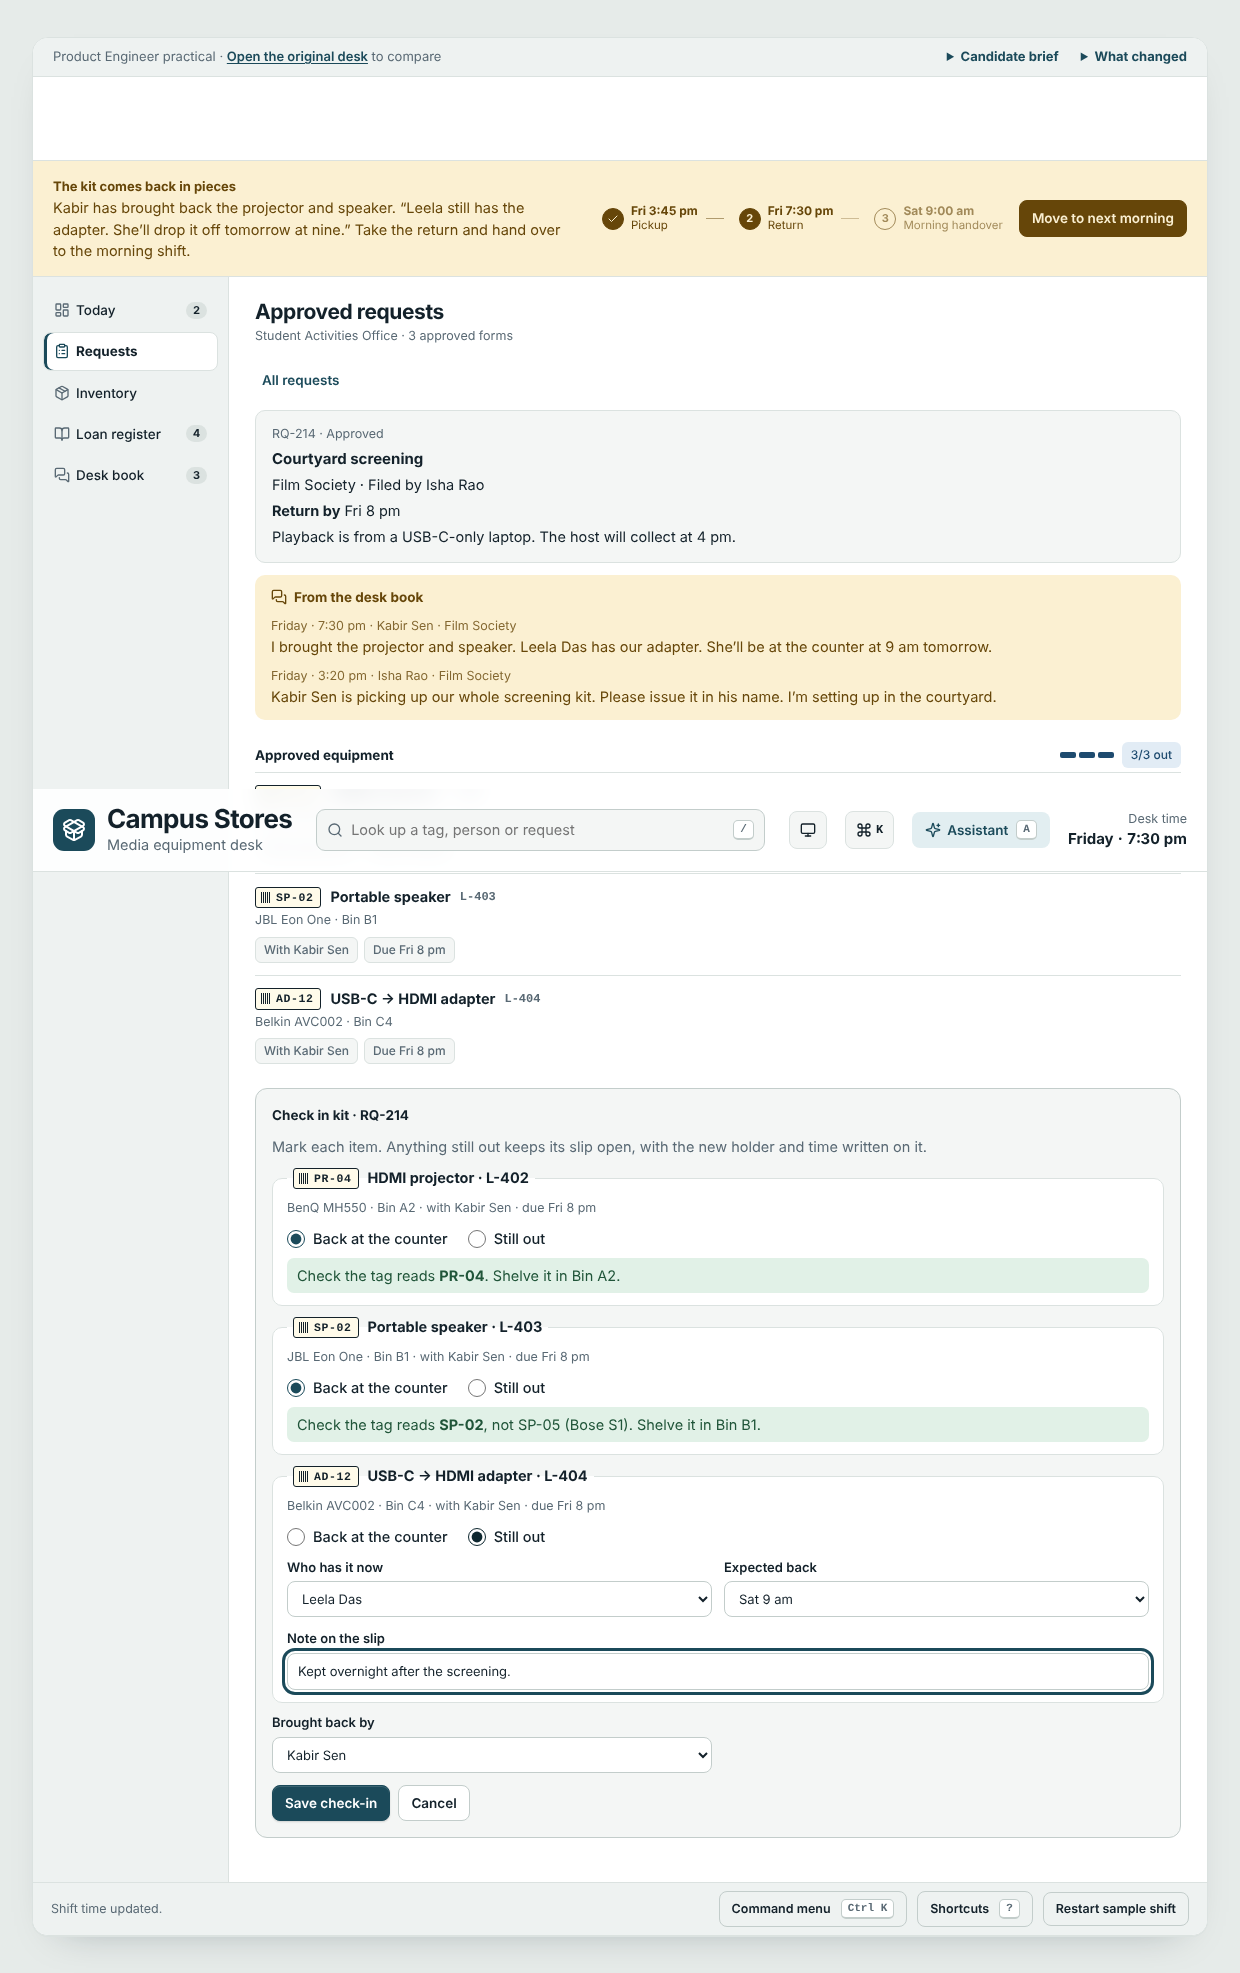 Product Engineer practical · Open the original desk to compare
Candidate brief
What changed
The kit comes back in pieces
Kabir has brought back the projector and speaker. “Leela still has the
adapter. She’ll drop it off tomorrow at nine.” Take the return and hand over
to the morning shift.
Fri 3:45 pm
Pickup
2
Fri 7:30 pm
Return
3
Sat 9:00 am
Morning handover
Move to next morning
Today
2
Requests
Inventory
Loan register
4
Desk book
3
Approved requests
Student Activities Office · 3 approved forms
All requests
RQ-214 · Approved
Courtyard screening
Film Society · Filed by Isha Rao
Return by Fri 8 pm
Playback is from a USB-C-only laptop. The host will collect at 4 pm.
From the desk book
Friday · 7:30 pm · Kabir Sen · Film Society
I brought the projector and speaker. Leela Das has our adapter. She’ll be at the counter at 9 am tomorrow.
Friday · 3:20 pm · Isha Rao · Film Society
Kabir Sen is picking up our whole screening kit. Please issue it in his name. I’m setting up in the courtyard.
Approved equipment
3/3 out
Campus Stores
Media equipment desk
Look up a tag, person or request
/
⌘ K
Assistant
A
Desk time
Friday · 7:30 pm
SP-02
Portable speaker L-403
JBL Eon One · Bin B1
With Kabir Sen
Due Fri 8 pm
AD-12
USB-C → HDMI adapter L-404
Belkin AVC002 · Bin C4
With Kabir Sen
Due Fri 8 pm
Check in kit · RQ-214
Mark each item. Anything still out keeps its slip open, with the new holder and time written on it.
PR-04
HDMI projector · L-402
BenQ MH550 · Bin A2 · with Kabir Sen · due Fri 8 pm
Back at the counter
Still out
Check the tag reads PR-04. Shelve it in Bin A2.
SP-02
Portable speaker · L-403
JBL Eon One · Bin B1 · with Kabir Sen · due Fri 8 pm
Back at the counter
Still out
Check the tag reads SP-02, not SP-05 (Bose S1). Shelve it in Bin B1.
AD-12
USB-C → HDMI adapter · L-404
Belkin AVC002 · Bin C4 · with Kabir Sen · due Fri 8 pm
Back at the counter
Still out
Who has it now
Expected back
Leela Das
Sat 9 am
Note on the slip
Kept overnight after the screening.
Brought back by
Kabir Sen
Save check-in
Cancel
Shift time updated.
Command menu
Ctrl K
Shortcuts
?
Restart sample shift